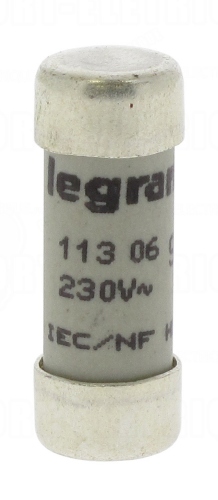 legran
113 06
230V~
IEC/NF